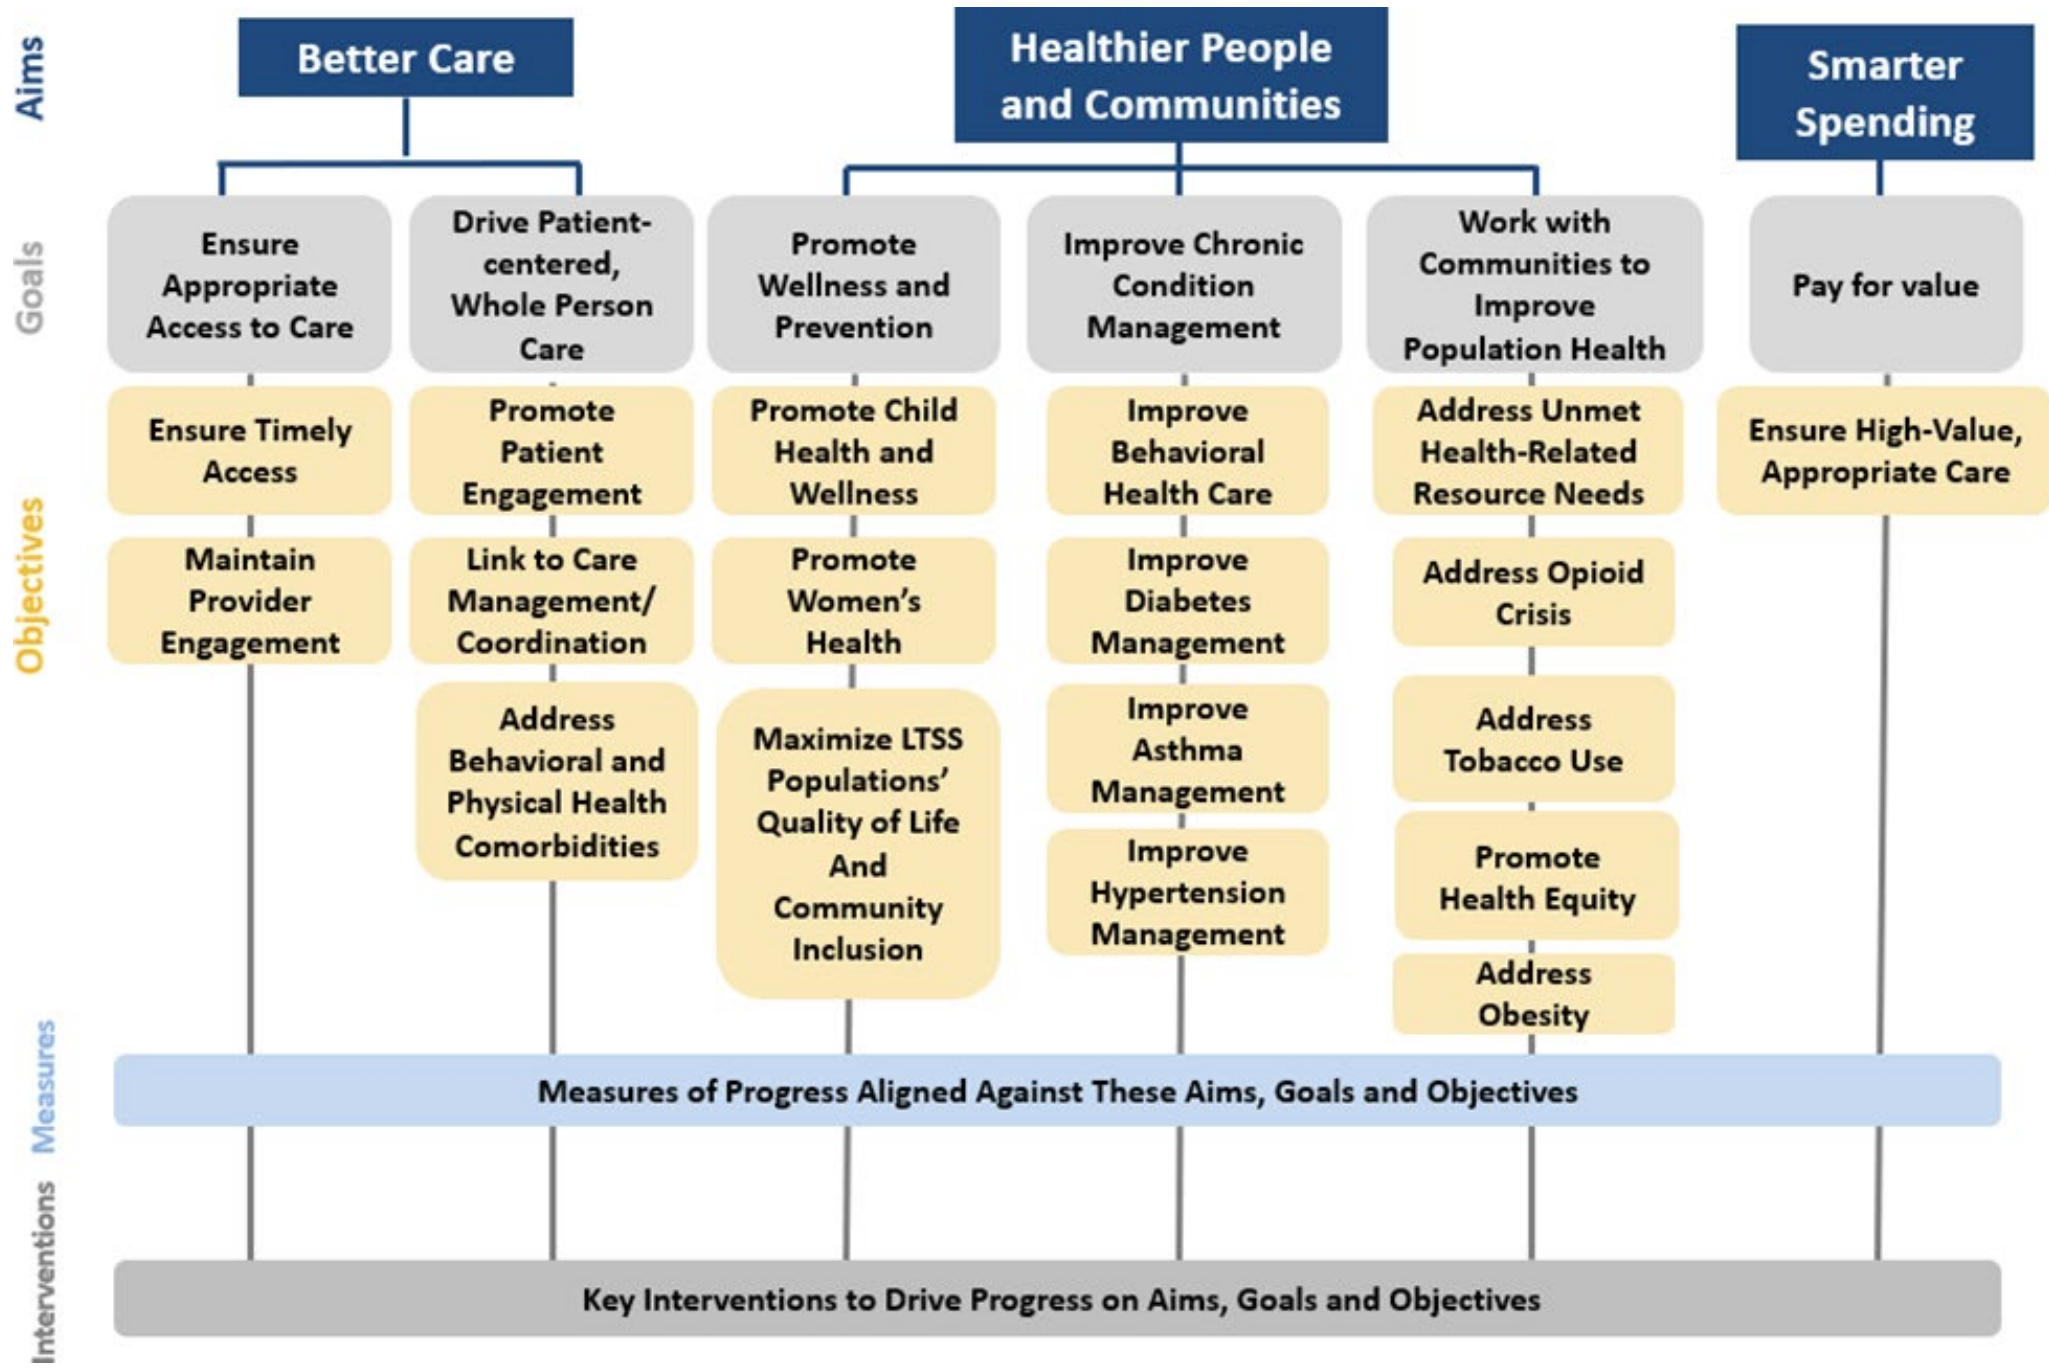 Aims
Better Care
Healthier People
and Communities
Smarter
Spending
Goals
Ensure
Appropriate
Access to Care
Drive Patient-
centered,
Whole Person
Care
Promote
Wellness and
Prevention
Improve Chronic
Condition
Management
Work with
Communities to
Improve
Population Health
Pay for value
Objectives
Ensure Timely
Access
Maintain
Provider
Engagement
Promote
Patient
Engagement
Link to Care
Management/
Coordination
Address
Behavioral and
Physical Health
Comorbidities
Promote Child
Health and
Wellness
Promote
Women’s
Health
Maximize LTSS
Populations’
Quality of Life
And
Community
Inclusion
Improve
Behavioral
Health Care
Improve
Diabetes
Management
Improve
Asthma
Management
Improve
Hypertension
Management
Address Unmet
Health-Related
Resource Needs
Address Opioid
Crisis
Address
Tobacco Use
Promote
Health Equity
Address
Obesity
Ensure High-Value,
Appropriate Care
Measures
Measures of Progress Aligned Against These Aims, Goals and Objectives
Interventions
Key Interventions to Drive Progress on Aims, Goals and Objectives